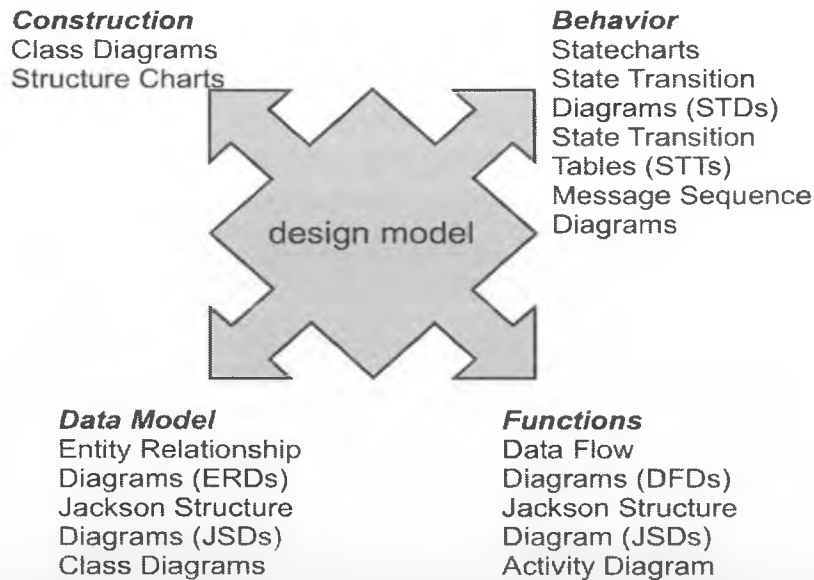 Construction
Class Diagrams
Structure Charts
Behavior
Statecharts
State Transition
Diagrams (STDs)
State Transition
Tables (STTs)
Message Sequence
Diagrams
design model
Data Model
Entity Relationship
Diagrams (ERDs)
Jackson Structure
Diagrams (JSDs)
Class Diagrams
Functions
Data Flow
Diagrams (DFDs)
Jackson Structure
Diagram (JSDs)
Activity Diagram